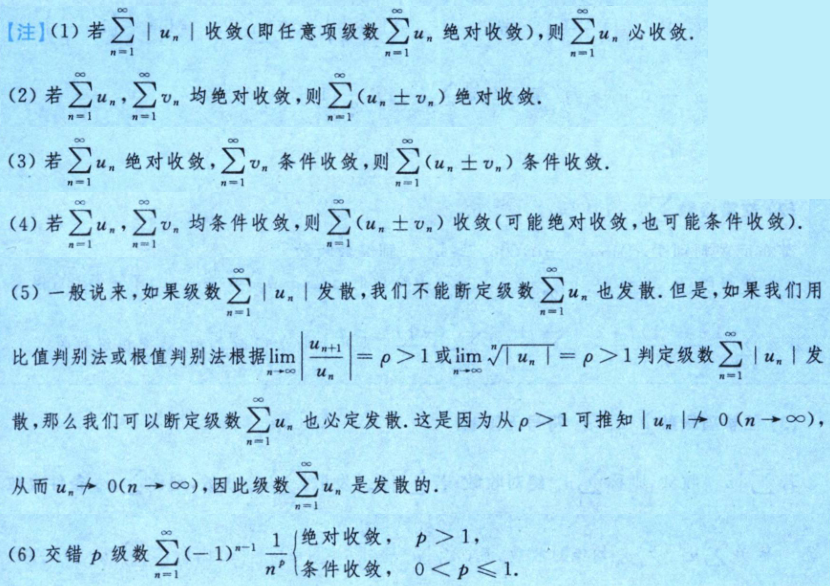 【注】(1) 若 $\sum_{n=1}^{\infty} |u_n|$ 收敛(即任意项级数 $\sum_{n=1}^{\infty} u_n$ 绝对收敛),则 $\sum_{n=1}^{\infty} u_n$ 必收敛.
(2) 若 $\sum_{n=1}^{\infty} u_n$,$\sum_{n=1}^{\infty} v_n$ 均绝对收敛,则 $\sum_{n=1}^{\infty} (u_n \pm v_n)$ 绝对收敛.
(3) 若 $\sum_{n=1}^{\infty} u_n$ 绝对收敛,$\sum_{n=1}^{\infty} v_n$ 条件收敛,则 $\sum_{n=1}^{\infty} (u_n \pm v_n)$ 条件收敛.
(4) 若 $\sum_{n=1}^{\infty} u_n$,$\sum_{n=1}^{\infty} v_n$ 均条件收敛,则 $\sum_{n=1}^{\infty} (u_n \pm v_n)$ 收敛(可能绝对收敛,也可能条件收敛).
(5) 一般说来,如果级数 $\sum_{n=1}^{\infty} |u_n|$ 发散,我们不能断定级数 $\sum_{n=1}^{\infty} u_n$ 也发散.但是,如果我们用
比值判别法或根值判别法根据 $\lim_{n \to \infty} \left| \frac{u_{n+1}}{u_n} \right| = \rho > 1$ 或 $\lim_{n \to \infty} \sqrt[n]{|u_n|} = \rho > 1$ 判定级数 $\sum_{n=1}^{\infty} |u_n|$ 发
散,那么我们可以断定级数 $\sum_{n=1}^{\infty} u_n$ 也必定发散.这是因为从 $\rho > 1$ 可推知 $|u_n| \nrightarrow 0 (n \to \infty)$,
从而 $u_n \nrightarrow 0 (n \to \infty)$,因此级数 $\sum_{n=1}^{\infty} u_n$ 是发散的.
(6) 交错 $p$ 级数 $\sum_{n=1}^{\infty} (-1)^{n-1} \frac{1}{n^p} \begin{cases} 绝对收敛, & p > 1, \\ 条件收敛, & 0 < p \leqslant 1. \end{cases}$